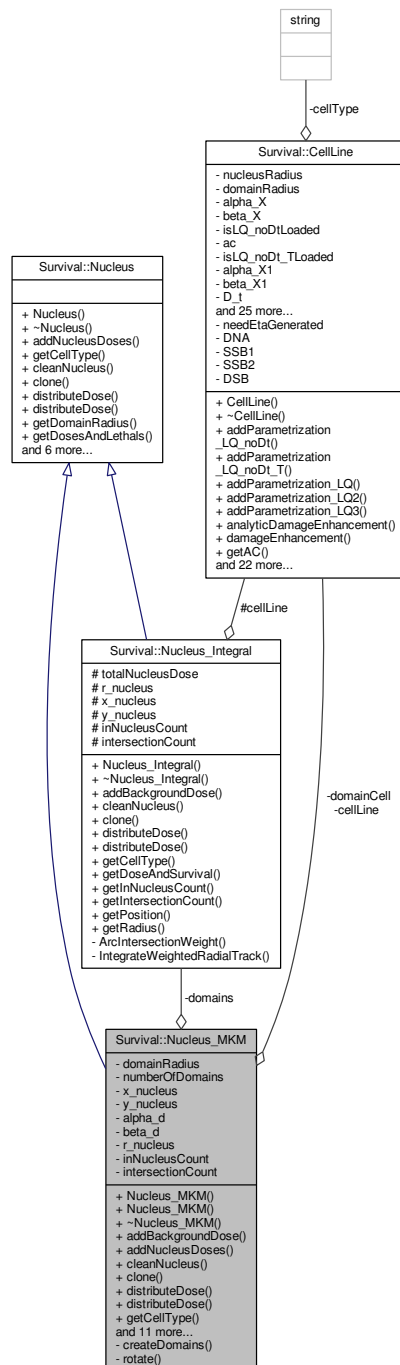 string
-cellType
Survival::CellLine
- nucleusRadius
- domainRadius
- alpha_X
- beta_X
- isLQ_noDtLoaded
- ac
- isLQ_noDt_TLoaded
- alpha_X1
- beta_X1
- D_t
and 25 more...
- needEtaGenerated
- DNA
- SSB1
- SSB2
- DSB
+ CellLine()
+ ~CellLine()
+ addParametrization
_LQ_noDt()
+ addParametrization
_LQ_noDt_T()
+ addParametrization_LQ()
+ addParametrization_LQ2()
+ addParametrization_LQ3()
+ analyticDamageEnhancement()
+ damageEnhancement()
+ getAC()
and 22 more...
Survival::Nucleus
+ Nucleus()
+ ~Nucleus()
+ addNucleusDoses()
+ getCellType()
+ cleanNucleus()
+ clone()
+ distributeDose()
+ distributeDose()
+ getDomainRadius()
+ getDosesAndLethals()
and 6 more...
#cellLine
Survival::Nucleus_Integral
# totalNucleusDose
# r_nucleus
# x_nucleus
# y_nucleus
# inNucleusCount
# intersectionCount
+ Nucleus_Integral()
+ ~Nucleus_Integral()
+ addBackgroundDose()
+ cleanNucleus()
+ clone()
+ distributeDose()
+ distributeDose()
+ getCellType()
+ getDoseAndSurvival()
+ getInNucleusCount()
+ getIntersectionCount()
+ getPosition()
+ getRadius()
- ArcIntersectionWeight()
- IntegrateWeightedRadialTrack()
-domainCell
-cellLine
-domains
Survival::Nucleus_MKM
- domainRadius
- numberOfDomains
- x_nucleus
- y_nucleus
- alpha_d
- beta_d
- r_nucleus
- inNucleusCount
- intersectionCount
+ Nucleus_MKM()
+ Nucleus_MKM()
+ ~Nucleus_MKM()
+ addBackgroundDose()
+ addNucleusDoses()
+ cleanNucleus()
+ clone()
+ distributeDose()
+ distributeDose()
+ getCellType()
and 11 more...
- createDomains()
- rotate()